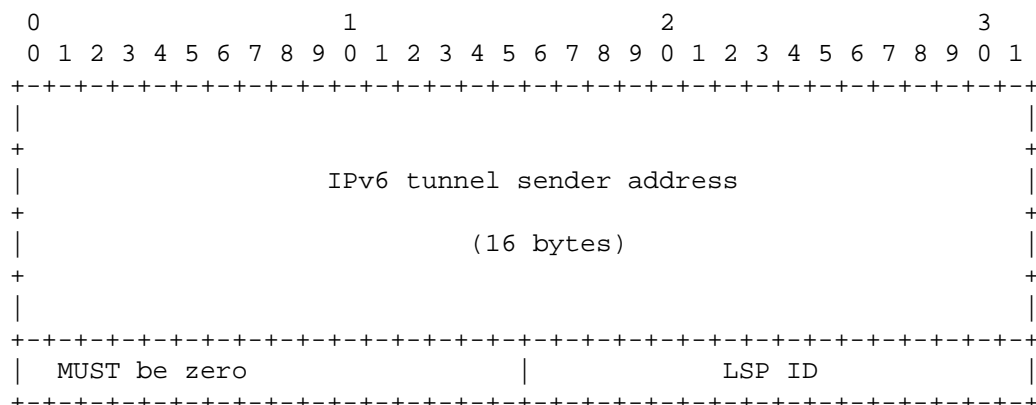 0                   1                   2                   3
0 1 2 3 4 5 6 7 8 9 0 1 2 3 4 5 6 7 8 9 0 1 2 3 4 5 6 7 8 9 0 1
+-+-+-+-+-+-+-+-+-+-+-+-+-+-+-+-+-+-+-+-+-+-+-+-+-+-+-+-+-+-+-+-+
|                                                               |
+                                                               +
|                   IPv6 tunnel sender address                  |
+                                                               +
|                            (16 bytes)                         |
+                                                               +
|                                                               |
+-+-+-+-+-+-+-+-+-+-+-+-+-+-+-+-+-+-+-+-+-+-+-+-+-+-+-+-+-+-+-+-+
|  MUST be zero                 |            LSP ID             |
+-+-+-+-+-+-+-+-+-+-+-+-+-+-+-+-+-+-+-+-+-+-+-+-+-+-+-+-+-+-+-+-+